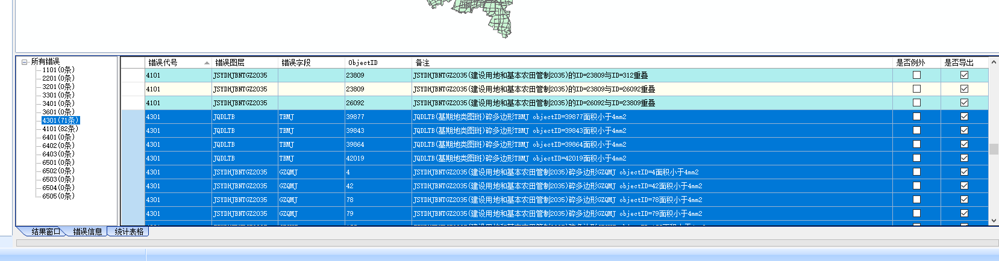 所有错误
1101(0条)
2201(0条)
3201(0条)
3301(0条)
3401(0条)
3601(0条)
4301(71条)
4101(82条)
6401(0条)
6402(0条)
6403(0条)
6501(0条)
6502(0条)
6503(0条)
6504(0条)
6505(0条)
错误代号 错误图层 错误字段 ObjectID 备注 是否例外 是否导出
4101 JSYDHJBNTGZ2035 23809 JSYDHJBNTGZ2035(建设用地和基本农田管制2035)的ID=23809与ID=312重叠
4101 JSYDHJBNTGZ2035 23809 JSYDHJBNTGZ2035(建设用地和基本农田管制2035)的ID=23809与ID=26092重叠
4101 JSYDHJBNTGZ2035 26092 JSYDHJBNTGZ2035(建设用地和基本农田管制2035)的ID=26092与ID=23809重叠
4301 JQDLTB TBMJ 39877 JQDLTB(基期地类图斑)碎多边形TBMJ objectID=39877面积小于4mm2
4301 JQDLTB TBMJ 39843 JQDLTB(基期地类图斑)碎多边形TBMJ objectID=39843面积小于4mm2
4301 JQDLTB TBMJ 39864 JQDLTB(基期地类图斑)碎多边形TBMJ objectID=39864面积小于4mm2
4301 JQDLTB TBMJ 42019 JQDLTB(基期地类图斑)碎多边形TBMJ objectID=42019面积小于4mm2
4301 JSYDHJBNTGZ2035 GZQMJ 4 JSYDHJBNTGZ2035(建设用地和基本农田管制2035)碎多边形GZQMJ objectID=4面积小于4mm2
4301 JSYDHJBNTGZ2035 GZQMJ 42 JSYDHJBNTGZ2035(建设用地和基本农田管制2035)碎多边形GZQMJ objectID=42面积小于4mm2
4301 JSYDHJBNTGZ2035 GZQMJ 78 JSYDHJBNTGZ2035(建设用地和基本农田管制2035)碎多边形GZQMJ objectID=78面积小于4mm2
4301 JSYDHJBNTGZ2035 GZQMJ 79 JSYDHJBNTGZ2035(建设用地和基本农田管制2035)碎多边形GZQMJ objectID=79面积小于4mm2
结果窗口 错误信息 统计表格